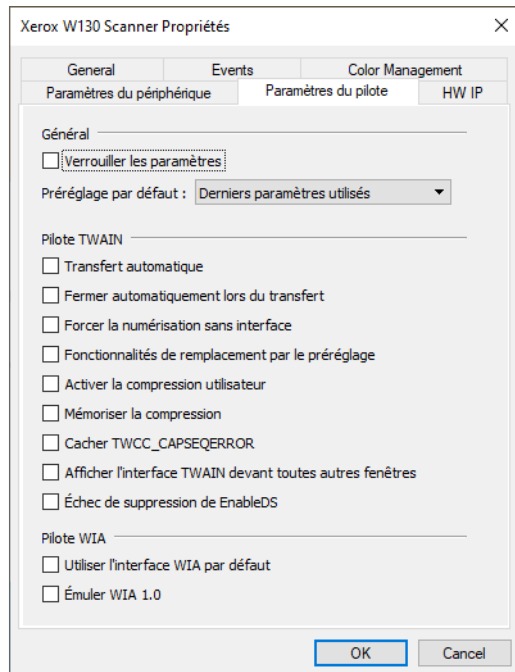 Xerox W130 Scanner Propriétés
General Events Color Management
Paramètres du périphérique Paramètres du pilote HW IP
Général
Verrouiller les paramètres
Préréglage par défaut : Derniers paramètres utilisés
Pilote TWAIN
Transfert automatique
Fermer automatiquement lors du transfert
Forcer la numérisation sans interface
Fonctionnalités de remplacement par le préréglage
Activer la compression utilisateur
Mémoriser la compression
Cacher TWCC_CAPSEQERROR
Afficher l'interface TWAIN devant toutes autres fenêtres
Échec de suppression de EnableDS
Pilote WIA
Utiliser l'interface WIA par défaut
Émuler WIA 1.0
OK Cancel